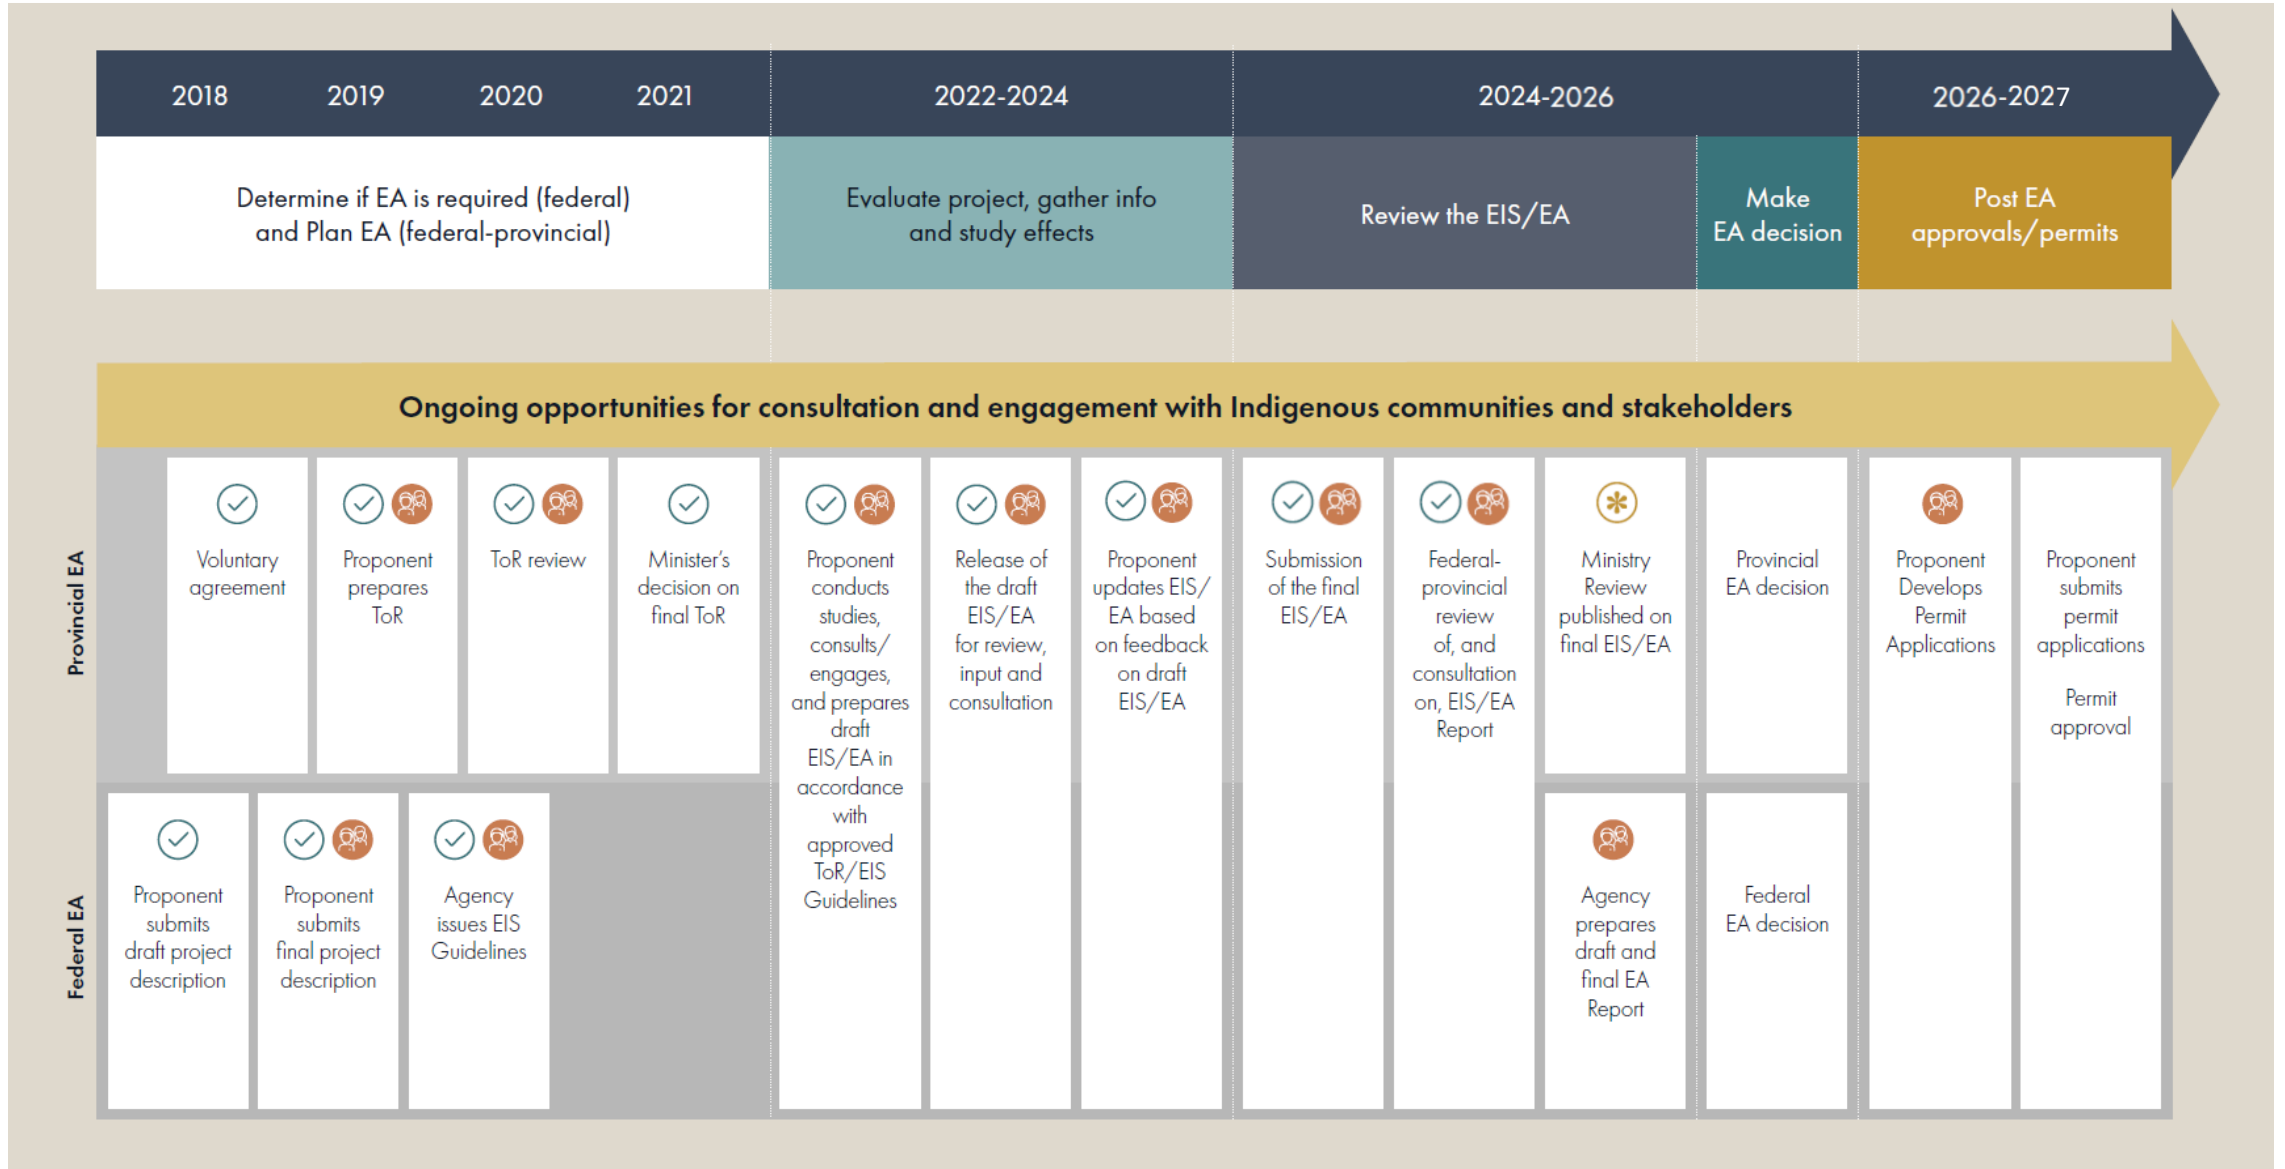 2018
2019
2020
2021
2022-2024
2024-2026
2026-2027
Determine if EA is required (federal)
and Plan EA (federal-provincial)
Evaluate project, gather info
and study effects
Review the EIS/EA
Make
EA decision
Post EA
approvals/permits
Ongoing opportunities for consultation and engagement with Indigenous communities and stakeholders
Provincial EA
Voluntary
agreement
Proponent
prepares
ToR
ToR review
Minister's
decision on
final ToR
Proponent
conducts
studies,
consults/
engages,
and prepares
draft
EIS/EA in
accordance
with
approved
ToR/EIS
Guidelines
Release of
the draft
EIS/EA
for review,
input and
consultation
Proponent
updates EIS/
EA based
on feedback
on draft
EIS/EA
Submission
of the final
EIS/EA
Federal-
provincial
review
of, and
consultation
on, EIS/EA
Report
Ministry
Review
published on
final EIS/EA
Provincial
EA decision
Proponent
Develops
Permit
Applications
Proponent
submits
permit
applications
Permit
approval
Federal EA
Proponent
submits
draft project
description
Proponent
submits
final project
description
Agency
issues EIS
Guidelines
Agency
prepares
draft and
final EA
Report
Federal
EA decision